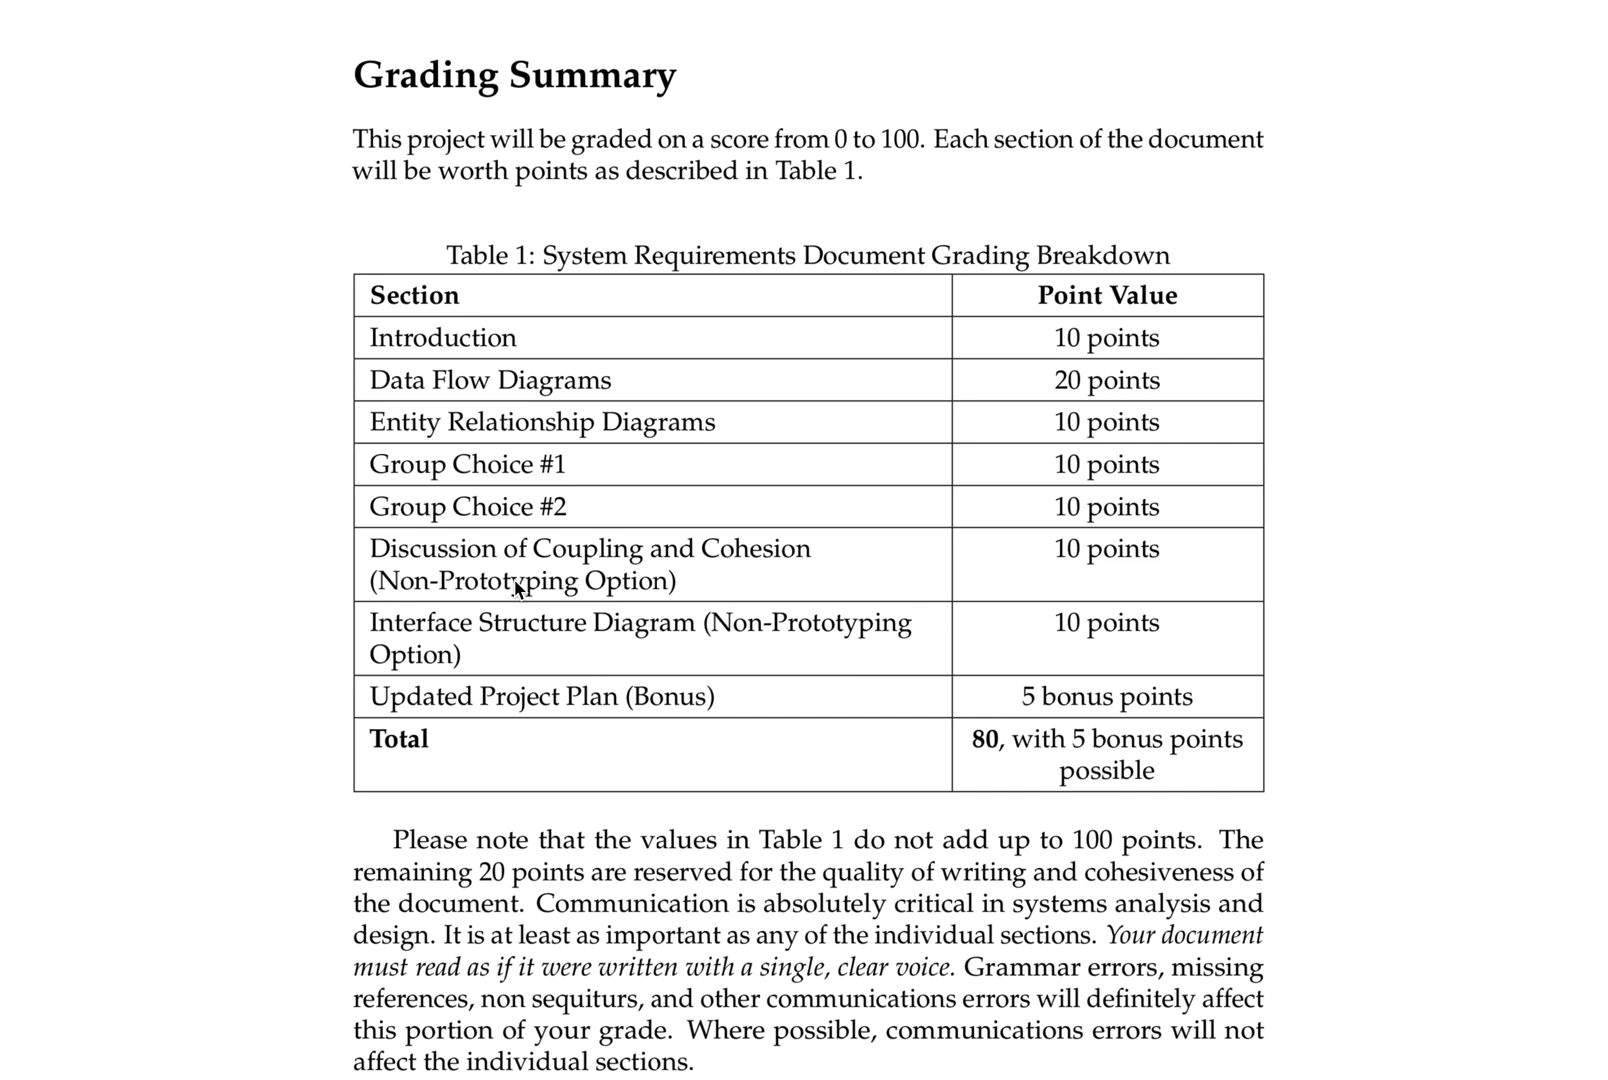 Grading Summary
This project will be graded on a score from 0 to 100. Each section of the document
will be worth points as described in Table 1.
Table 1: System Requirements Document Grading Breakdown
Section Point Value
Introduction 10 points
Data Flow Diagrams 20 points
Entity Relationship Diagrams 10 points
Group Choice #1 10 points
Group Choice #2 10 points
Discussion of Coupling and Cohesion 10 points
(Non-Prototyping Option)
Interface Structure Diagram (Non-Prototyping 10 points
Option)
Updated Project Plan (Bonus) 5 bonus points
Total 80, with 5 bonus points
possible
Please note that the values in Table 1 do not add up to 100 points. The
remaining 20 points are reserved for the quality of writing and cohesiveness of
the document. Communication is absolutely critical in systems analysis and
design. It is at least as important as any of the individual sections. Your document
must read as if it were written with a single, clear voice. Grammar errors, missing
references, non sequiturs, and other communications errors will definitely affect
this portion of your grade. Where possible, communications errors will not
affect the individual sections.